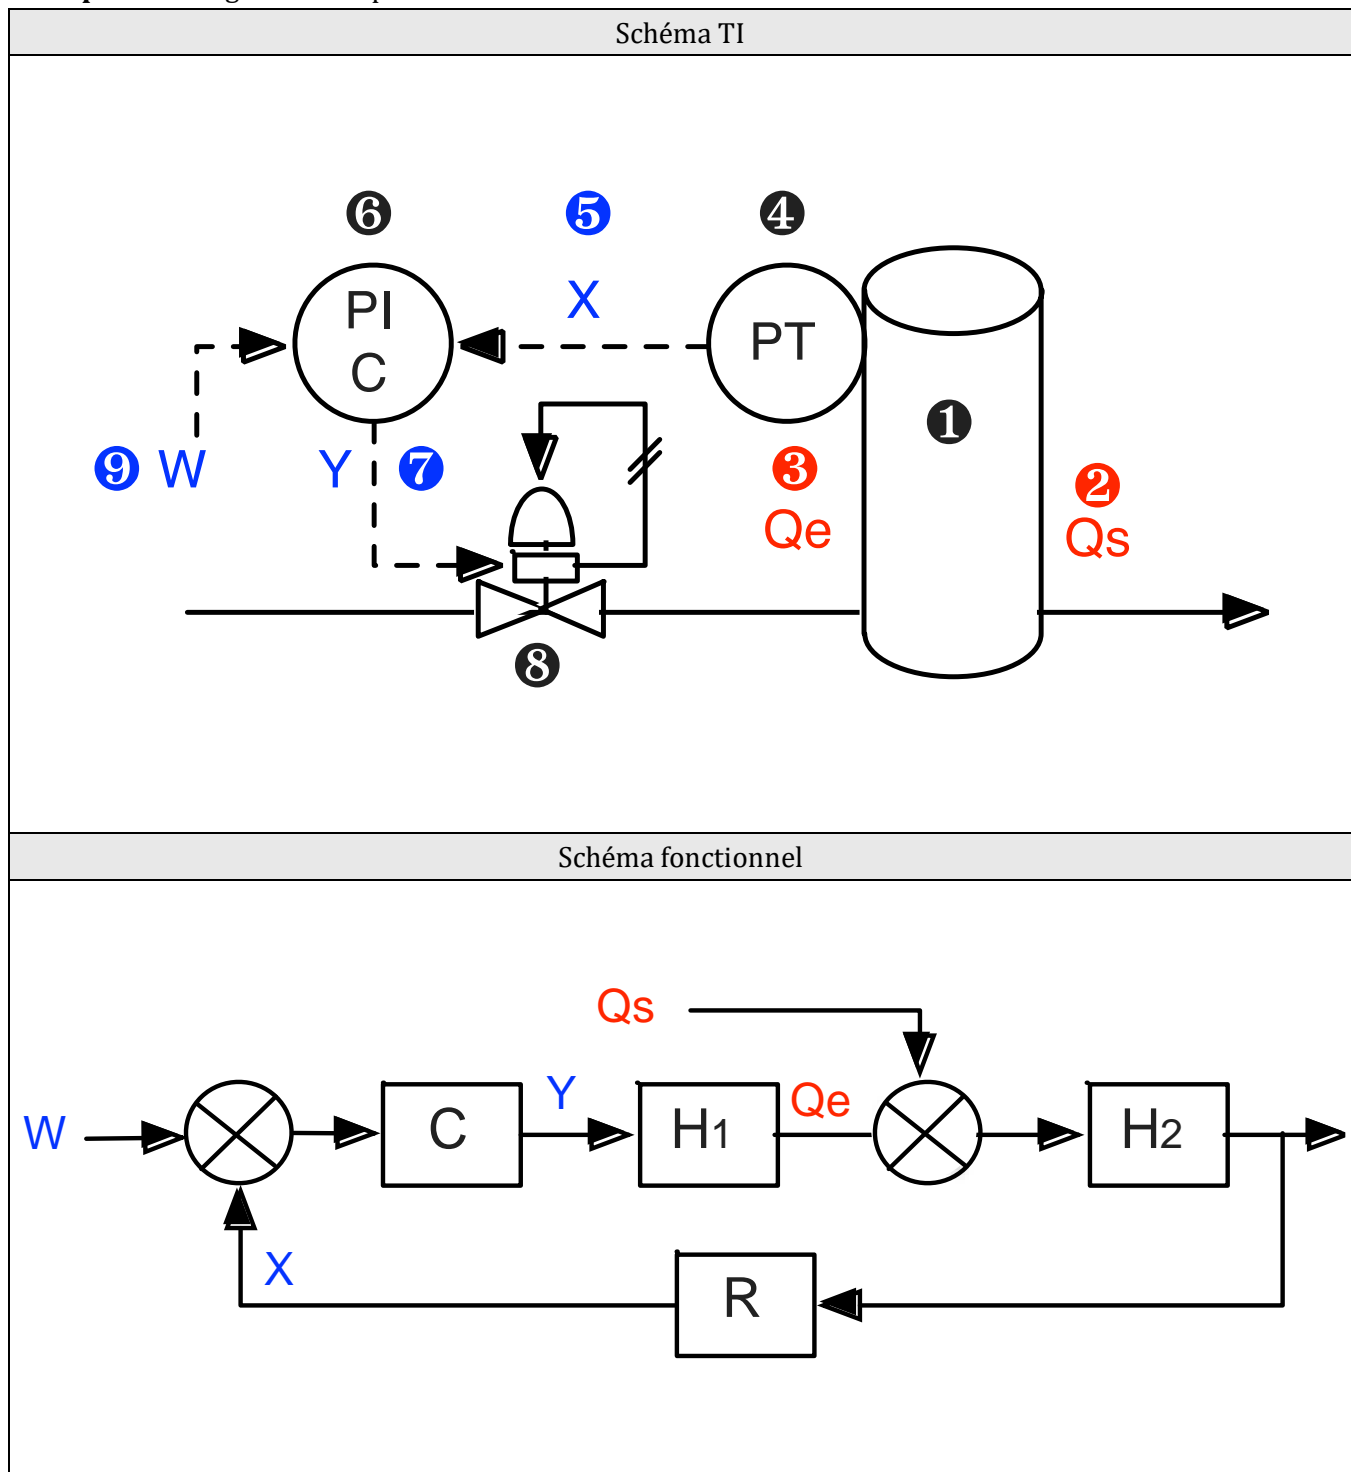 Schéma TI
❻ ❺ ❹
PI
C
X
PT
❶
❾ W
Y ❼
❸
Qe
❷
Qs
❽
Schéma fonctionnel
Qs
W
C
Y
H1
Qe
H2
X
R